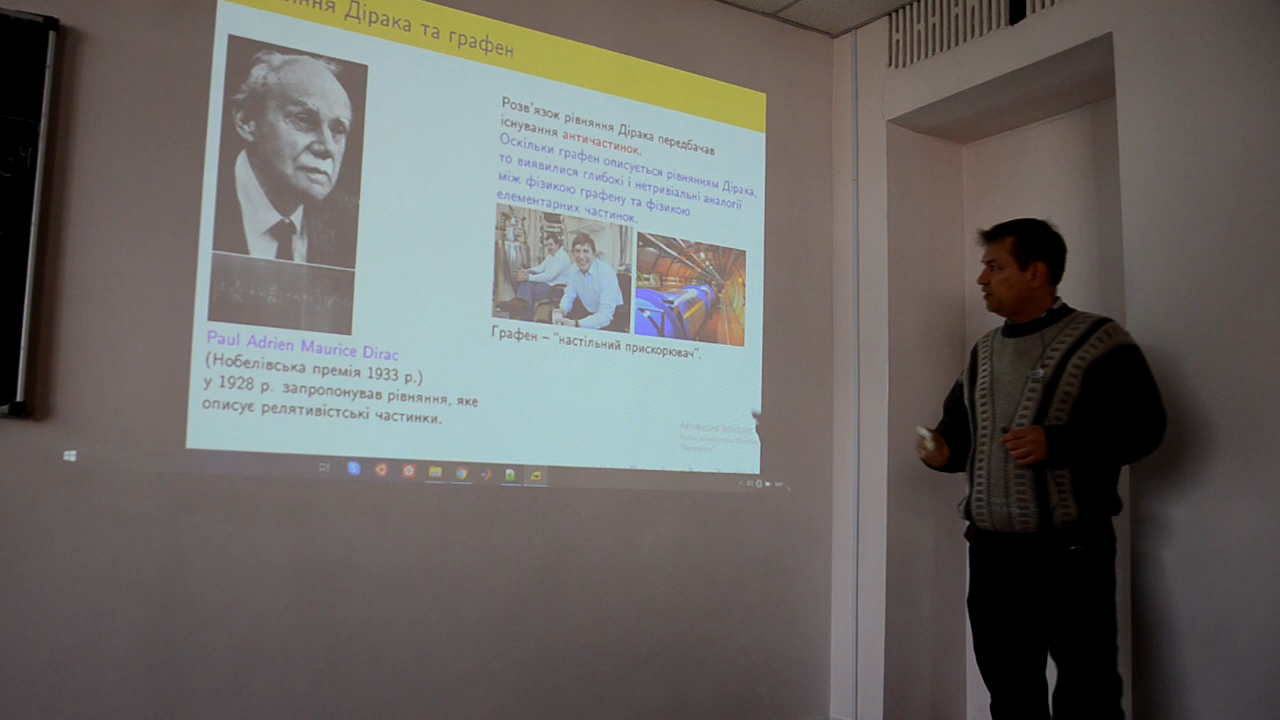 Дірака та графен
Розв'язок рівняння Дірака передбачав
існування античастинок.
Оскільки графен описується рівнянням Дірака,
то виявилися глибокі і нетривіальні аналогії
між фізикою графену та фізикою
елементарних частинок.
Графен – "настільний прискорювач".
Paul Adrien Maurice Dirac
(Нобелівська премія 1933 р.)
у 1928 р. запропонував рівняння, яке
описує релятивістські частинки.